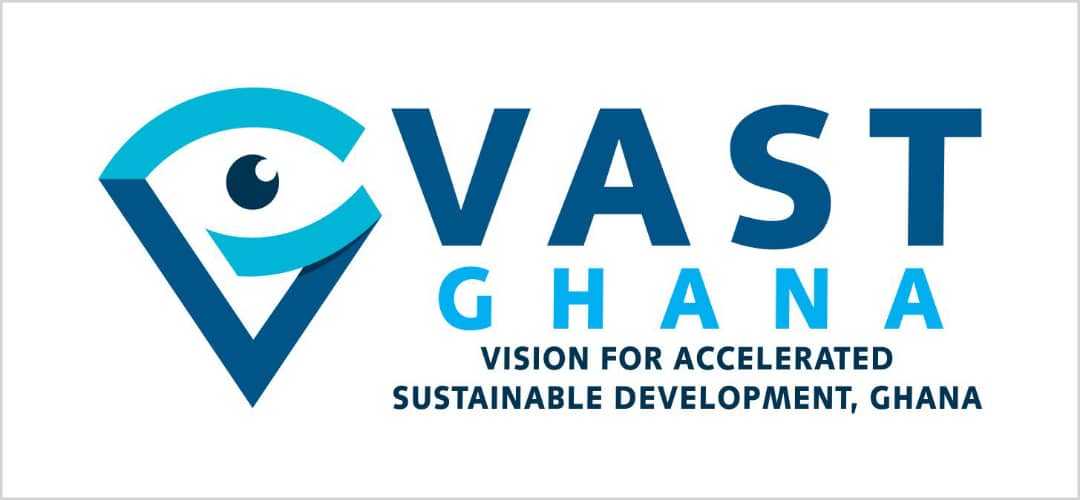 VAST
GHANA
VISION FOR ACCELERATED
SUSTAINABLE DEVELOPMENT, GHANA